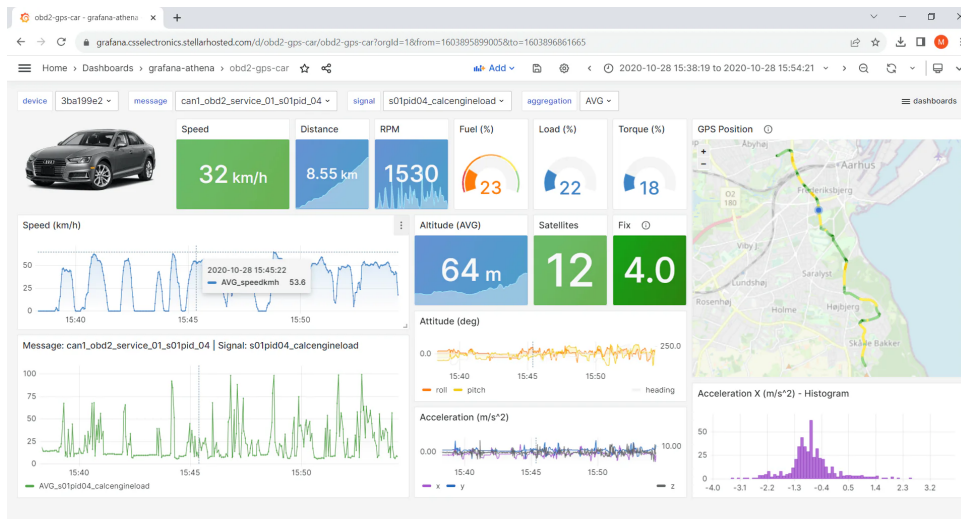 obd2-gps-car - grafana-athena
grafana.csselectronics.stellarhosted.com/d/obd2-gps-car/obd2-gps-car?orgId=1&from=1603895899005&to=1603896861665
M
Home > Dashboards > grafana-athena > obd2-gps-car
Add
2020-10-28 15:38:19 to 2020-10-28 15:54:21
device 3ba199e2 message can1_obd2_service_01_s01pid_04 signal s01pid04_calcengineload aggregation AVG
dashboards
Speed
32 km/h
Distance
8.55 km
RPM
1530
Fuel (%)
23
Load (%)
22
Torque (%)
18
GPS Position
+
−
Åbyhøj
Aarhus
Frederiksbjerg
O2
180
Viby J
Saralyst
Lundshøj
Rosenhøj
Holme
Højbjerg
Skåde Bakker
Speed (km/h)
50
25
0
15:40 15:45 15:50
2020-10-28 15:45:22
AVG_speedkmh 53.6
Altitude (AVG)
64 m
Satellites
12
Fix
4.0
Attitude (deg)
0.0
250.0
15:40 15:45 15:50
roll pitch heading
Message: can1_obd2_service_01_s01pid_04 | Signal: s01pid04_calcengineload
100
75
50
25
0
15:40 15:45 15:50
AVG_s01pid04_calcengineload
Acceleration (m/s^2)
0.00
10.00
15:40 15:45 15:50
x y z
Acceleration X (m/s^2) - Histogram
50
25
0
-4.0 -3.1 -2.2 -1.3 -0.4 0.5 1.4 2.3 3.2